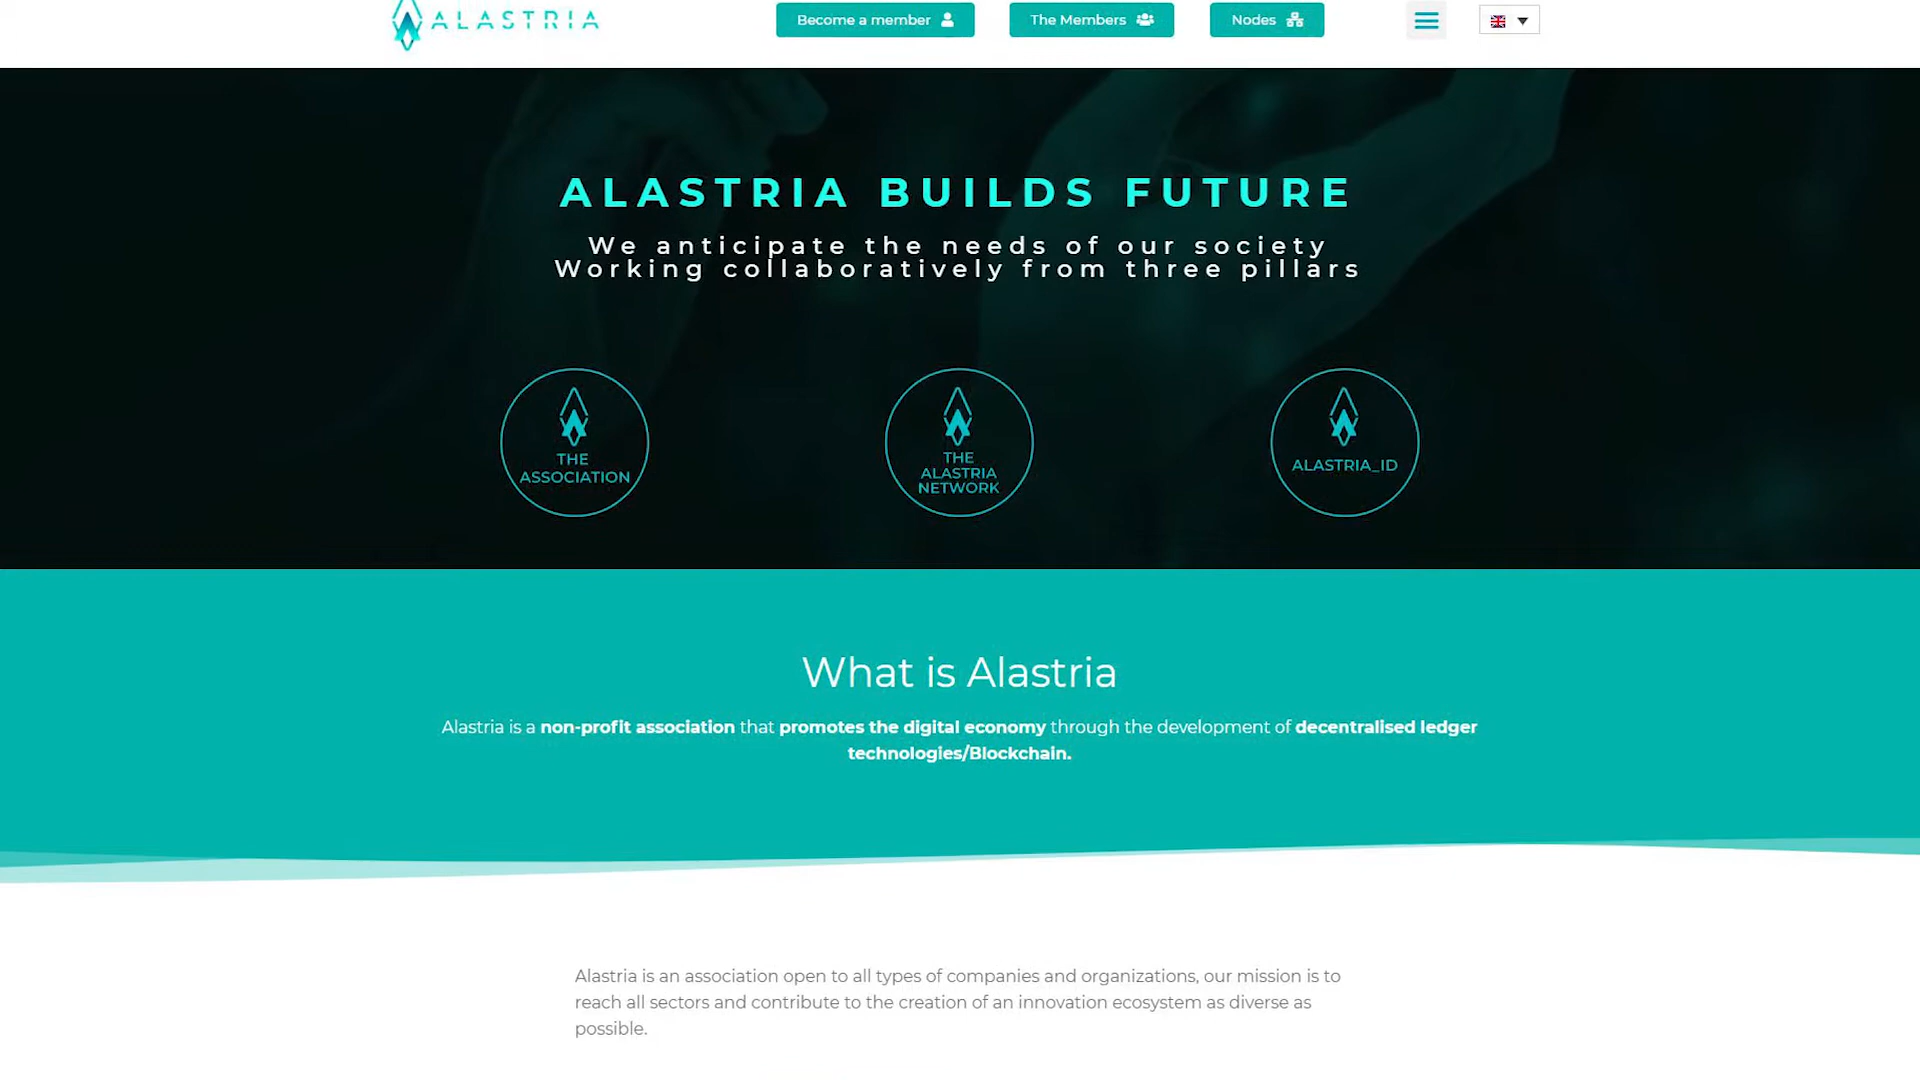 ALASTRIA
Become a member
The Members
Nodes
ALASTRIA BUILDS FUTURE
We anticipate the needs of our society
Working collaboratively from three pillars
THE
ASSOCIATION
THE
ALASTRIA
NETWORK
ALASTRIA_ID
What is Alastria
Alastria is a non-profit association that promotes the digital economy through the development of decentralised ledger
technologies/Blockchain.
Alastria is an association open to all types of companies and organizations, our mission is to
reach all sectors and contribute to the creation of an innovation ecosystem as diverse as
possible.